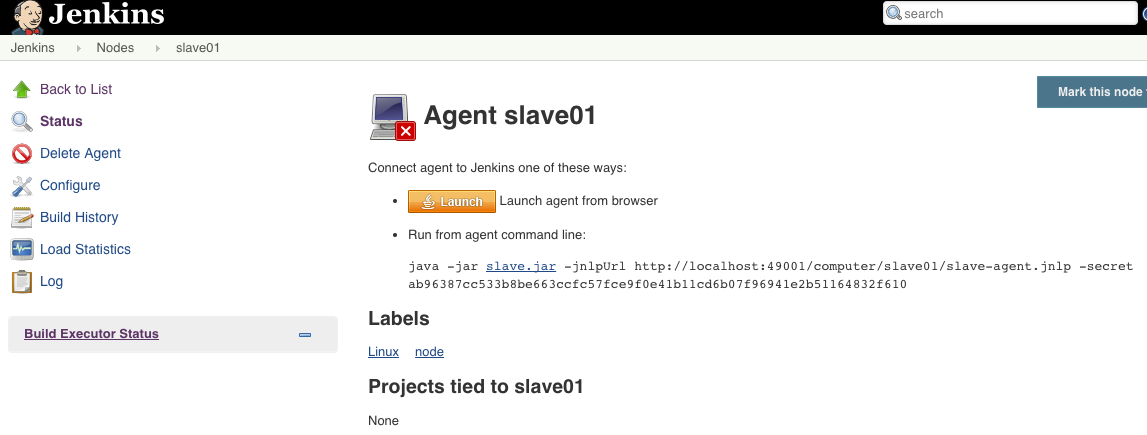 Jenkins
search
Jenkins Nodes slave01
Back to List
Status
Delete Agent
Configure
Build History
Load Statistics
Log
Build Executor Status
Mark this node
Agent slave01
Connect agent to Jenkins one of these ways:
Launch Launch agent from browser
Run from agent command line:
java -jar slave.jar -jnlpUrl http://localhost:49001/computer/slave01/slave-agent.jnlp -secret
ab96387cc533b8be663ccfc57fce9f0e41b11cd6b07f96941e2b51164832f610
Labels
Linux node
Projects tied to slave01
None